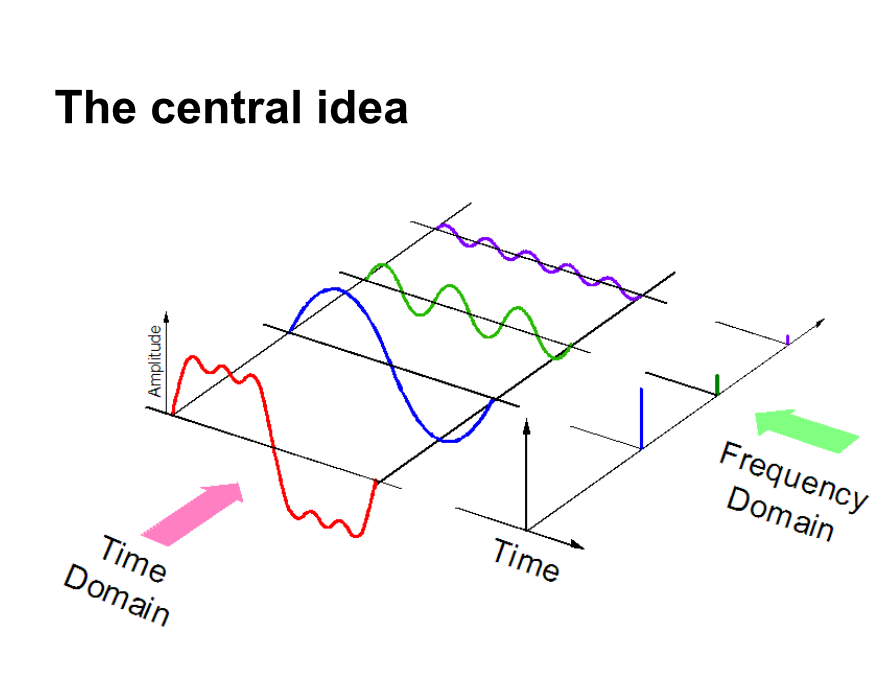 The central idea
Amplitude
Time
Domain
Time
Frequency
Domain